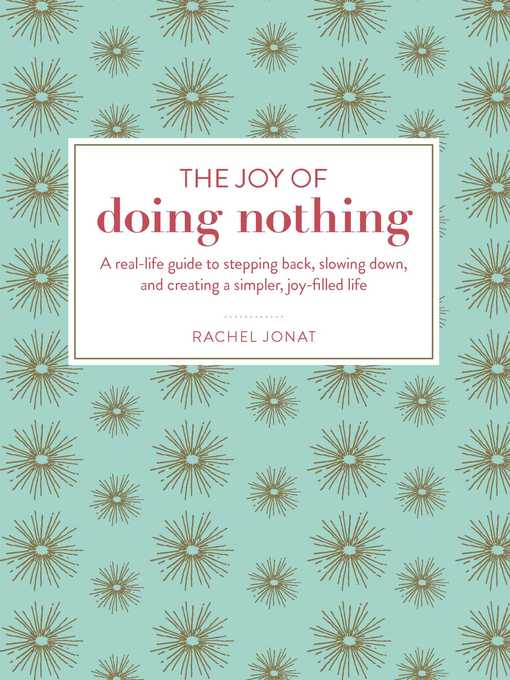 THE JOY OF
doing nothing
A real-life guide to stepping back, slowing down,
and creating a simpler, joy-filled life
RACHEL JONAT